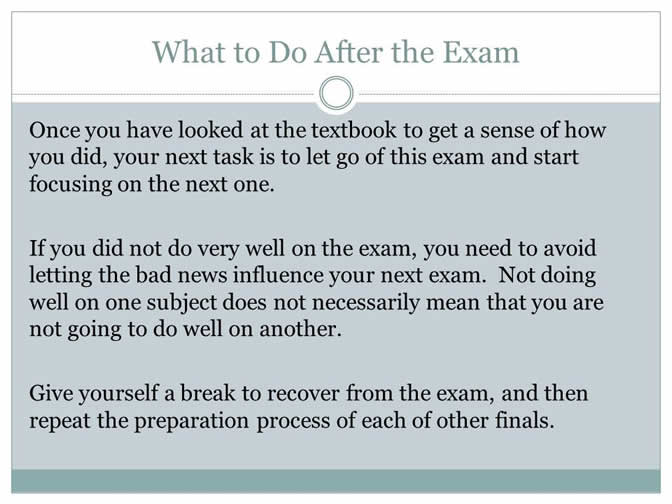 What to Do After the Exam
Once you have looked at the textbook to get a sense of how
you did, your next task is to let go of this exam and start
focusing on the next one.
If you did not do very well on the exam, you need to avoid
letting the bad news influence your next exam.  Not doing
well on one subject does not necessarily mean that you are
not going to do well on another.
Give yourself a break to recover from the exam, and then
repeat the preparation process of each of other finals.